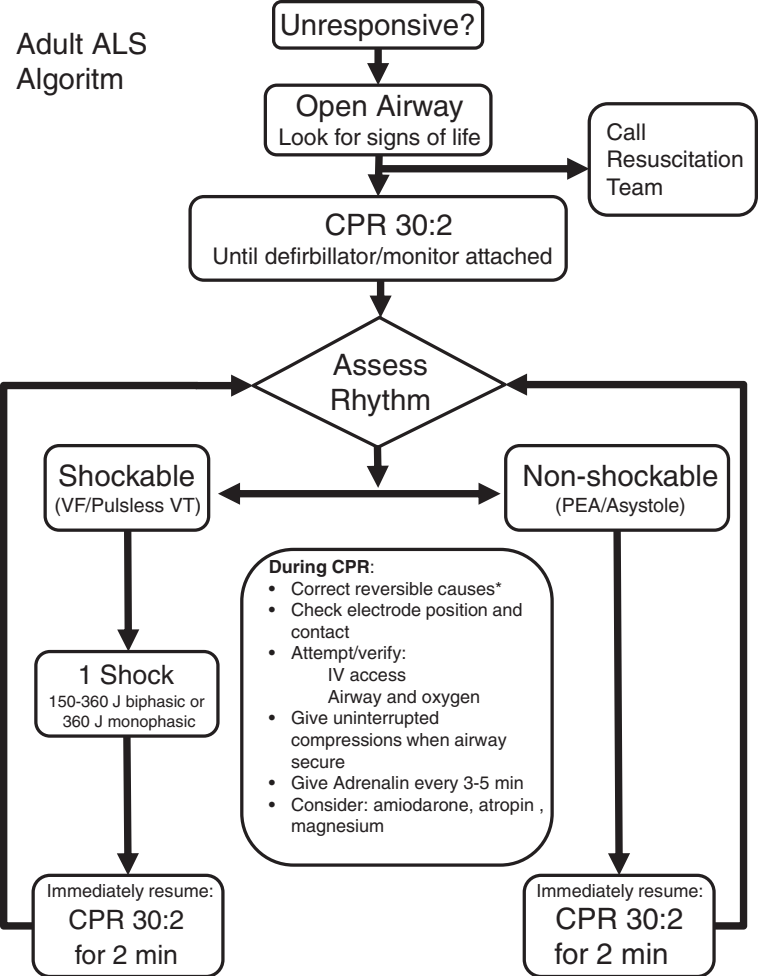 Adult ALS
Algoritm
Unresponsive?
Open Airway
Look for signs of life
Call
Resuscitation
Team
CPR 30:2
Until defirbillator/monitor attached
Assess
Rhythm
Shockable
(VF/Pulsless VT)
Non-shockable
(PEA/Asystole)
During CPR:
• Correct reversible causes*
• Check electrode position and
contact
• Attempt/verify:
IV access
Airway and oxygen
• Give uninterrupted
compressions when airway
secure
• Give Adrenalin every 3-5 min
• Consider: amiodarone, atropin ,
magnesium
1 Shock
150-360 J biphasic or
360 J monophasic
Immediately resume:
CPR 30:2
for 2 min
Immediately resume:
CPR 30:2
for 2 min